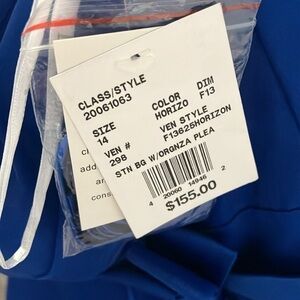 CLASS/STYLE
20061063
COLOR DIM
HORIZO F13
SIZE
14
VEN STYLE
F13625HORIZON
VEN #
298
STN BG W/ORGNZA PLEA
4 20060 14946 2
$155.00